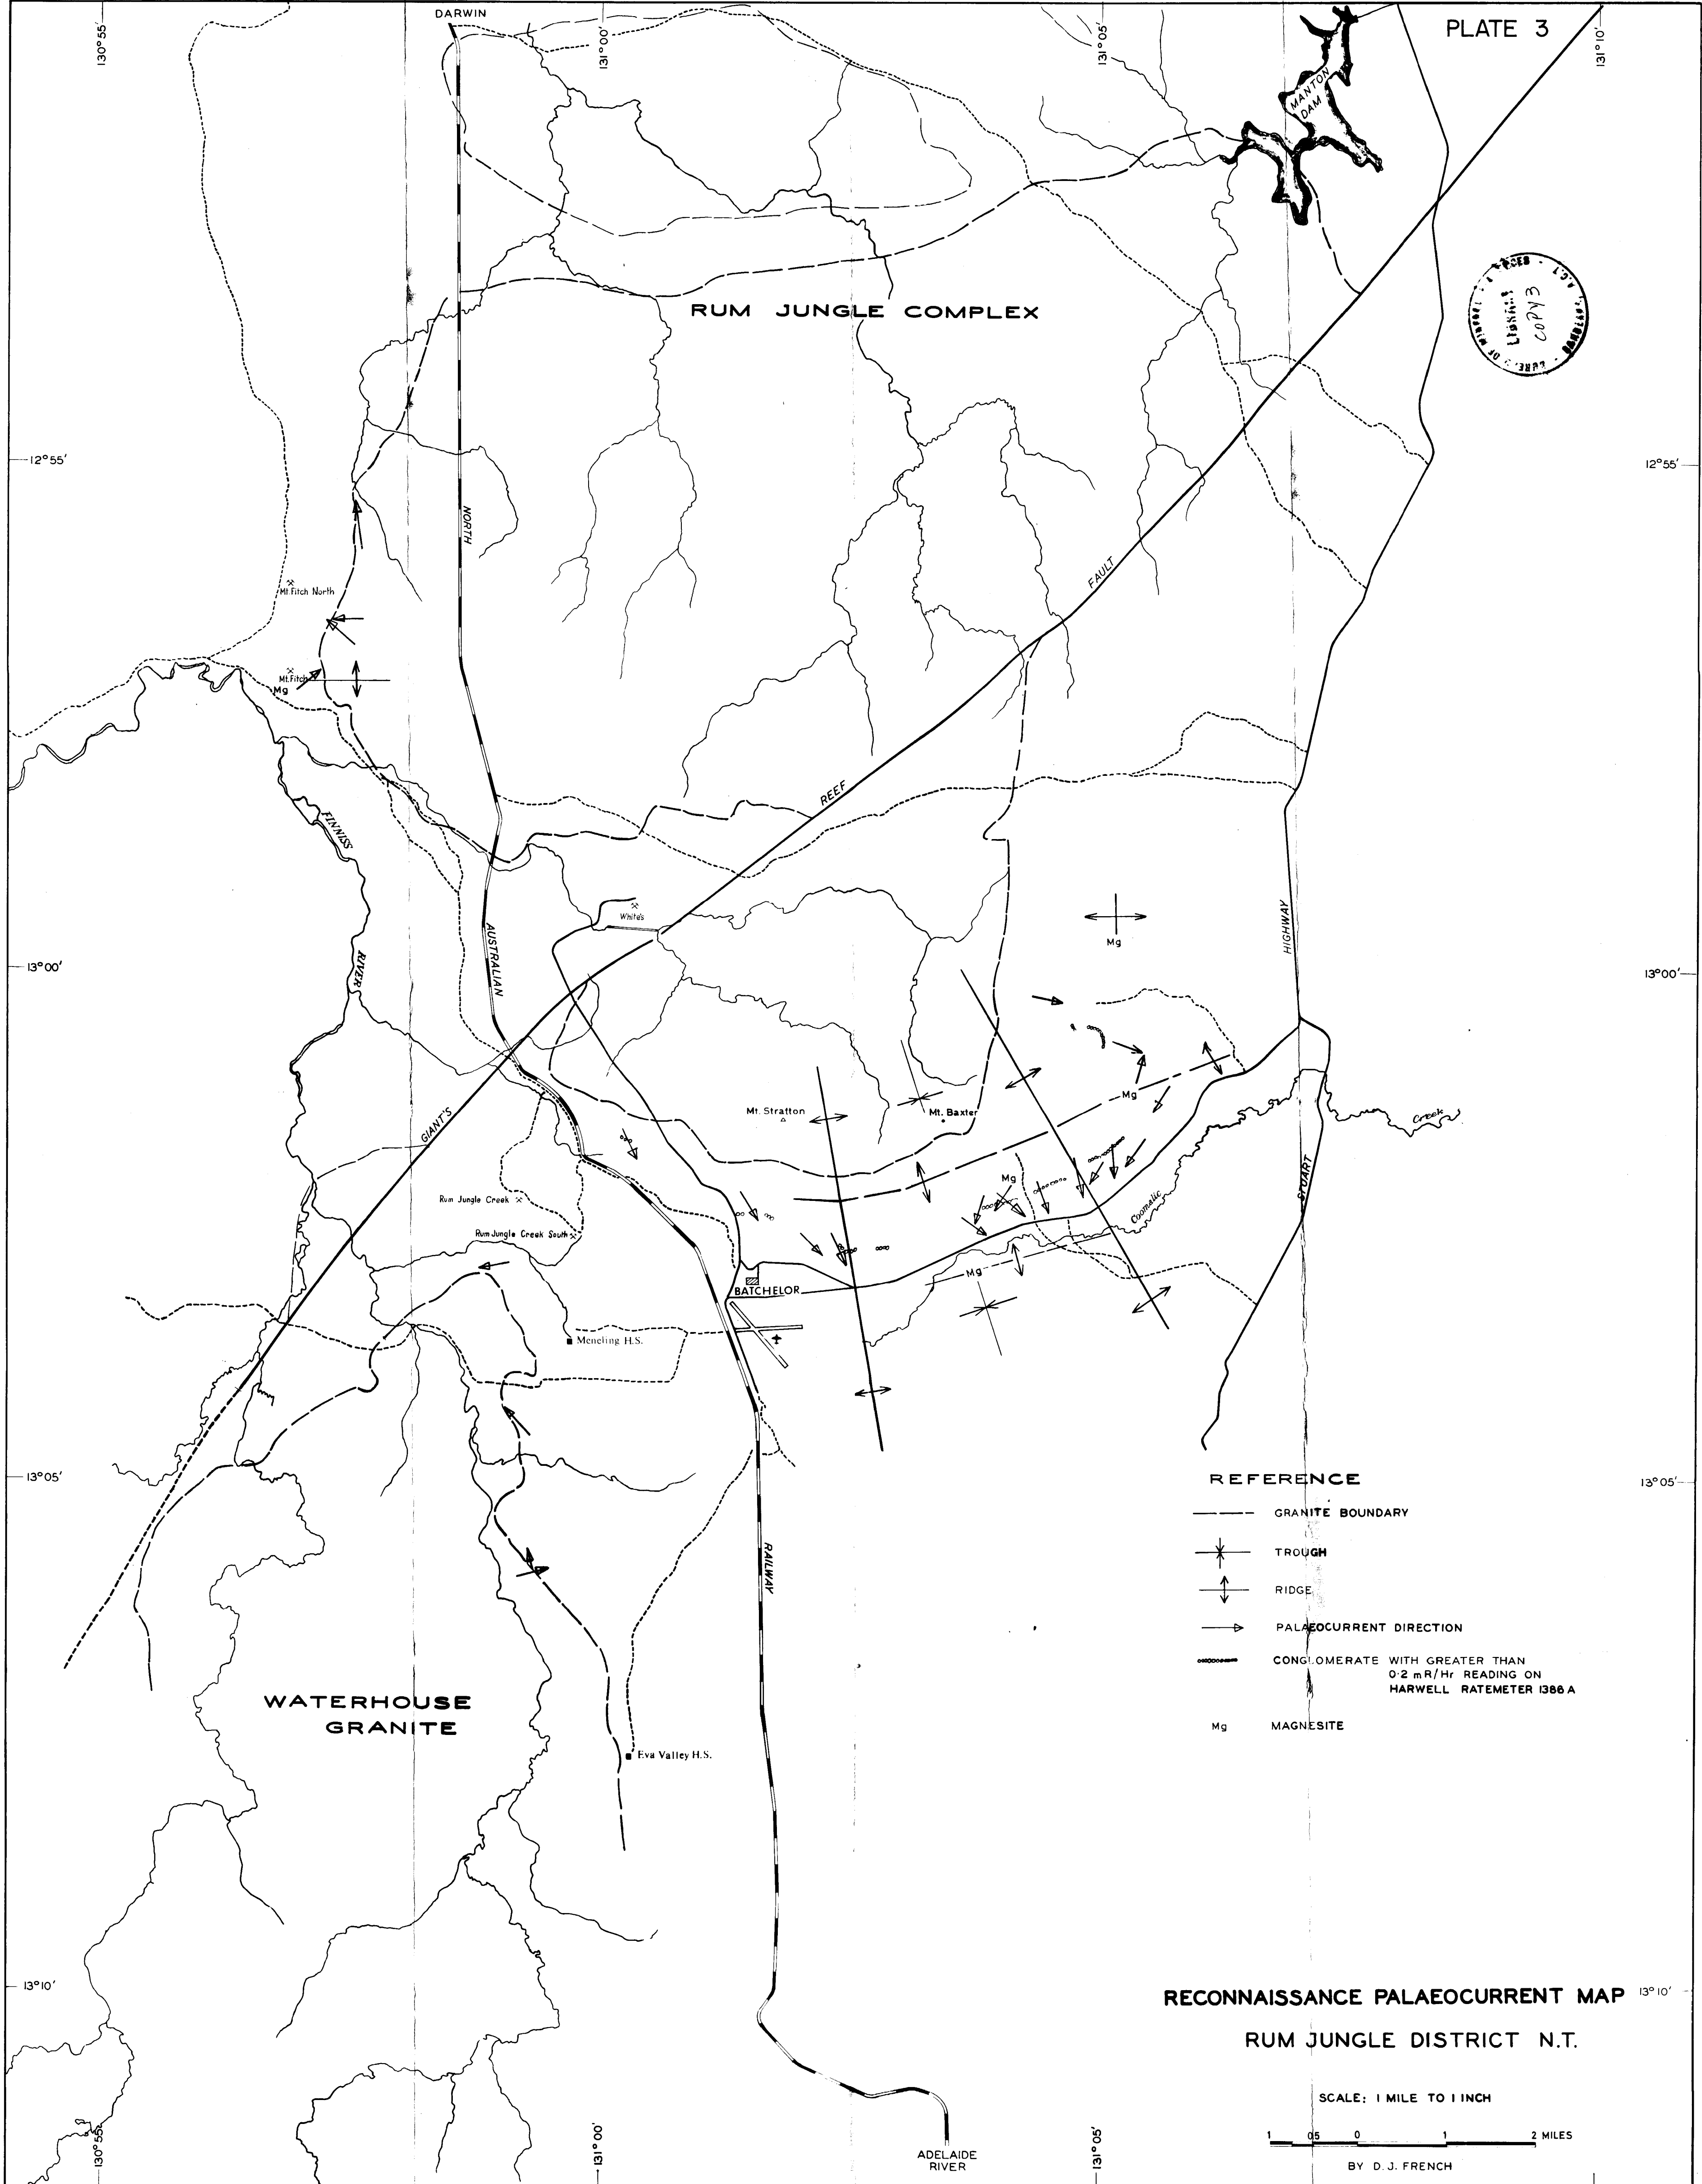 PLATE 3
DARWIN
130°55'
131°00'
131°05'
131°10'
MANTON
DAM
RUM JUNGLE COMPLEX
LIBRARY
COPY 3
12°55'
12°55'
NORTH
FAULT
Mt. Fitch North
Mt. Fitch
Mg
REEF
FINNISS
White's
Mg
HIGHWAY
AUSTRALIAN
RIVER
13°00'
13°00'
GIANT'S
Mt. Stratton
Mt. Baxter
Mg
Creek
STUART
Mg
Coomalie
Rum Jungle Creek
Rum Jungle Creek South
Mg
BATCHELOR
Meneling H.S.
13°05'
13°05'
REFERENCE
GRANITE BOUNDARY
TROUGH
RIDGE
PALAEOCURRENT DIRECTION
CONGLOMERATE WITH GREATER THAN
0·2 mR/Hr READING ON
HARWELL RATEMETER 1368 A
Mg MAGNESITE
RAILWAY
WATERHOUSE
GRANITE
Eva Valley H.S.
13°10'
RECONNAISSANCE PALAEOCURRENT MAP
13°10'
RUM JUNGLE DISTRICT N.T.
SCALE: 1 MILE TO 1 INCH
1 0·5 0 1 2 MILES
BY D. J. FRENCH
130°55'
131°00'
131°05'
ADELAIDE
RIVER